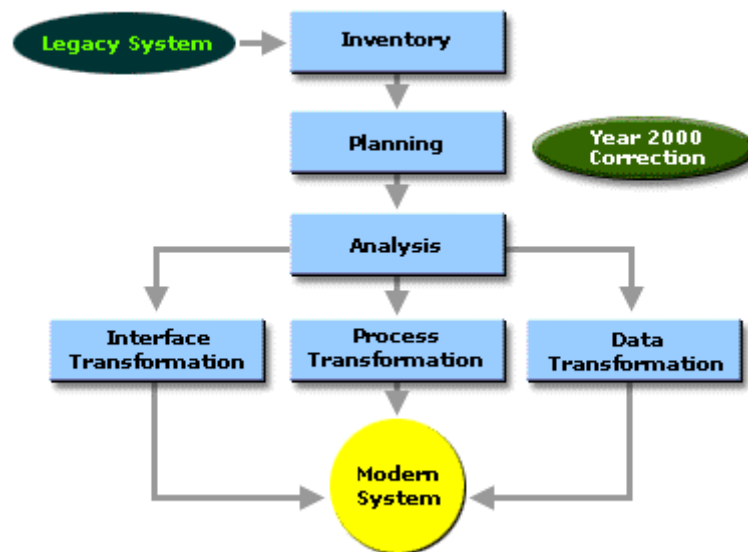 Legacy System
Inventory
Planning
Year 2000
Correction
Analysis
Interface
Transformation
Process
Transformation
Data
Transformation
Modern
System